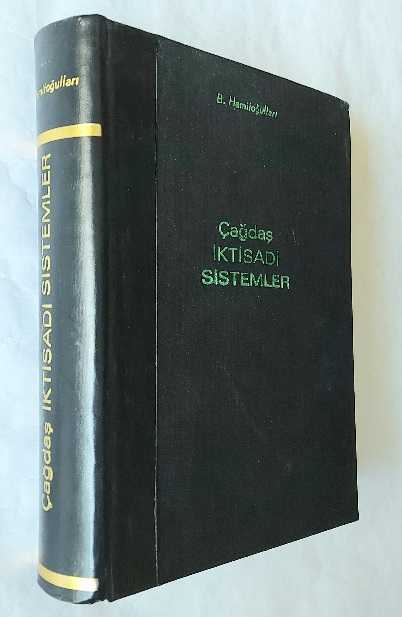 B. Hamitoğulları
Çağdaş
İKTİSADİ
SİSTEMLER
Çağdaş İKTİSADİ SİSTEMLER